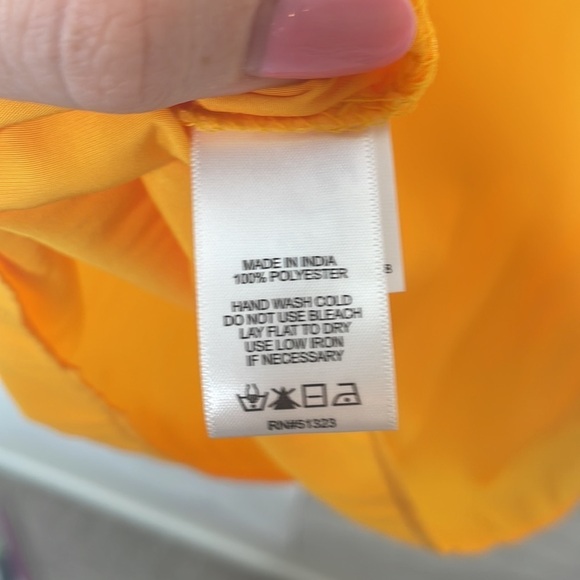 MADE IN INDIA
100% POLYESTER
HAND WASH COLD
DO NOT USE BLEACH
LAY FLAT TO DRY
USE LOW IRON
IF NECESSARY
RN#51323